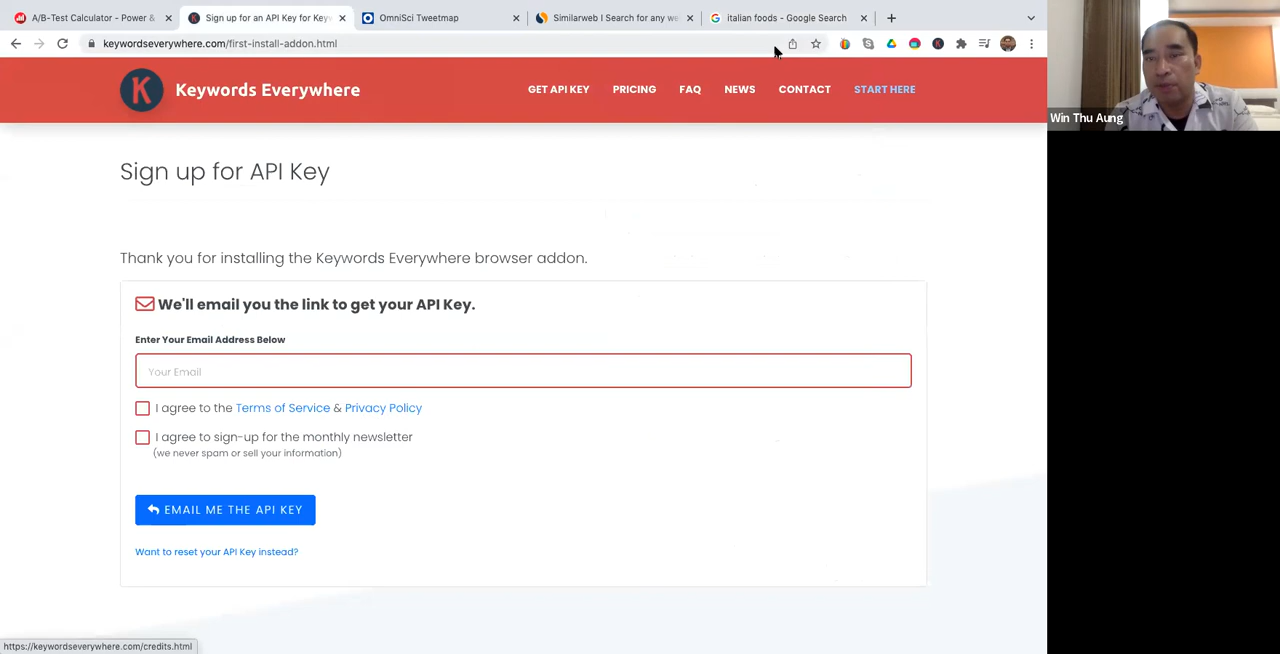 A/B-Test Calculator - Power &
Sign up for an API Key for Key
OmniSci Tweetmap
Similarweb | Search for any we
italian foods - Google Search
keywordseverywhere.com/first-install-addon.html
K
Keywords Everywhere
GET API KEY
PRICING
FAQ
NEWS
CONTACT
START HERE
Win Thu Aung
Sign up for API Key
Thank you for installing the Keywords Everywhere browser addon.
We'll email you the link to get your API Key.
Enter Your Email Address Below
Your Email
I agree to the Terms of Service & Privacy Policy
I agree to sign-up for the monthly newsletter
(we never spam or sell your information)
EMAIL ME THE API KEY
Want to reset your API Key instead?
https://keywordseverywhere.com/credits.html